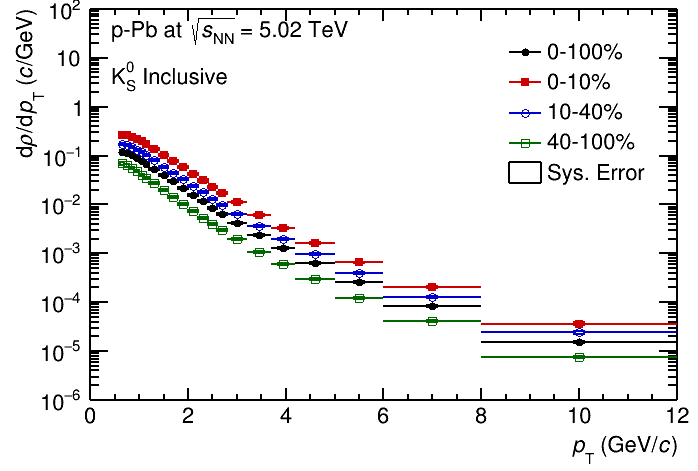 p-Pb at √s_NN = 5.02 TeV
K⁰_S Inclusive
0-100%
0-10%
10-40%
40-100%
Sys. Error
dρ/dp_T (c/GeV)
10²
10
1
10⁻¹
10⁻²
10⁻³
10⁻⁴
10⁻⁵
10⁻⁶
0 2 4 6 8 10 12
p_T (GeV/c)